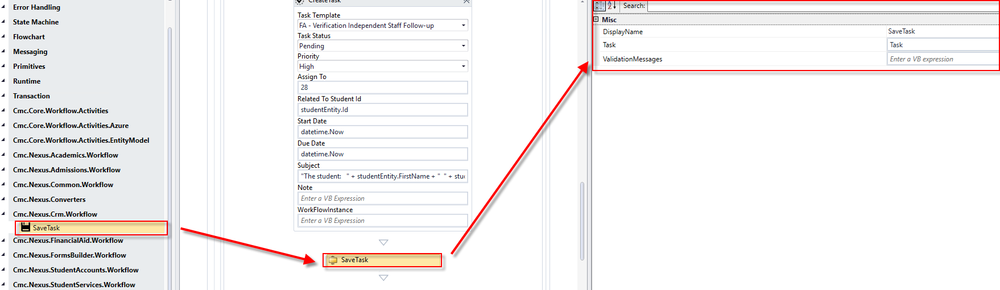 Error Handling
State Machine
Flowchart
Messaging
Primitives
Runtime
Transaction
Cmc.Core.Workflow.Activities
Cmc.Core.Workflow.Activities.Azure
Cmc.Core.Workflow.Activities.EntityModel
Cmc.Nexus.Academics.Workflow
Cmc.Nexus.Admissions.Workflow
Cmc.Nexus.Common.Workflow
Cmc.Nexus.Converters
Cmc.Nexus.Crm.Workflow
SaveTask
Cmc.Nexus.FinancialAid.Workflow
Cmc.Nexus.FormsBuilder.Workflow
Cmc.Nexus.StudentAccounts.Workflow
Cmc.Nexus.StudentServices.Workflow
CreateTask
Task Template
FA - Verification Independent Staff Follow-up
Task Status
Pending
Priority
High
Assign To
28
Related To Student Id
studentEntity.Id
Start Date
datetime.Now
Due Date
datetime.Now
Subject
"The student:   " + studentEntity.FirstName + "  " + stu
Note
Enter a VB Expression
WorkFlowInstance
Enter a VB Expression
SaveTask
Search:
Misc
DisplayName SaveTask
Task Task
ValidationMessages Enter a VB expression